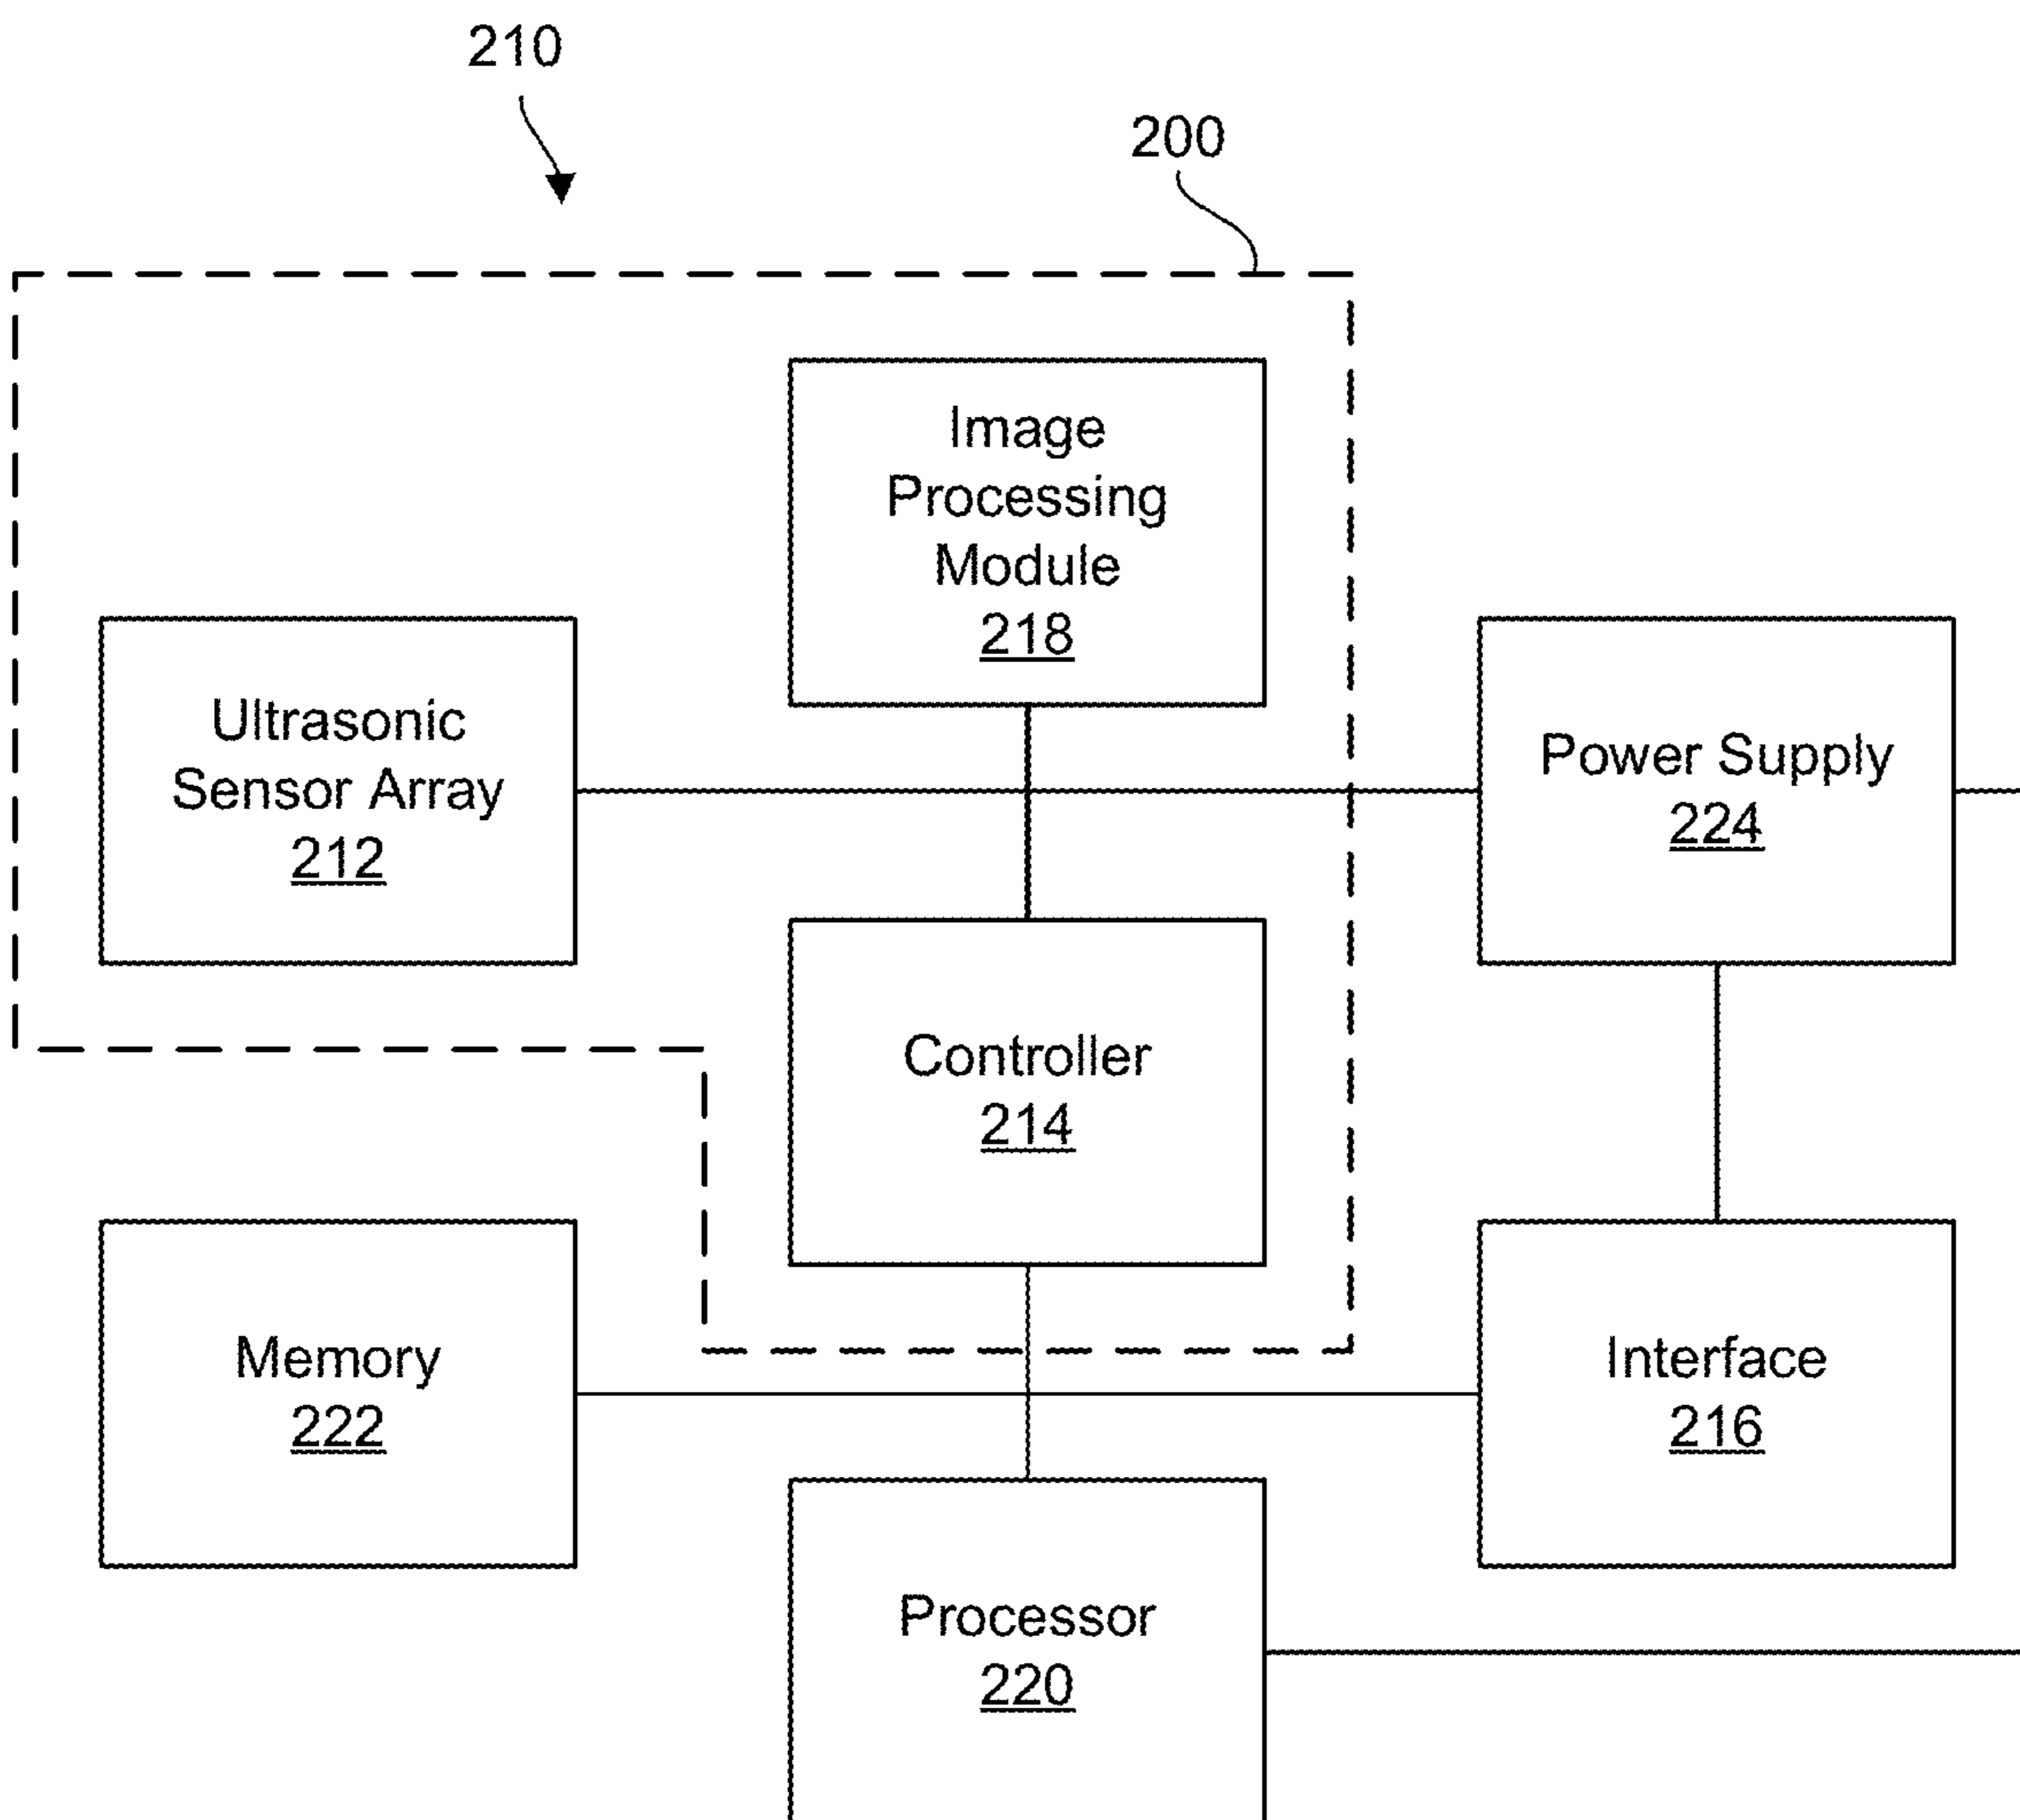 210
200
Image
Processing
Module
218
Ultrasonic
Sensor Array
212
Power Supply
224
Controller
214
Memory
222
Interface
216
Processor
220